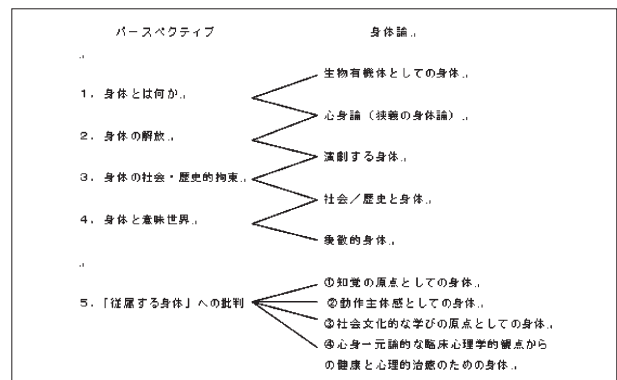 パースペクティブ　　身体論
生物有機体としての身体
1．身体とは何か
心身論（狭義の身体論）
2．身体の解放
演劇する身体
3．身体の社会・歴史的拘束
社会／歴史と身体
4．身体と意味世界
象徴的身体
①知覚の原点としての身体
5．「従属する身体」への批判　②動作主体感としての身体
③社会文化的な学びの原点としての身体
④心身一元論的な臨床心理学的観点から
の健康と心理的治癒のための身体